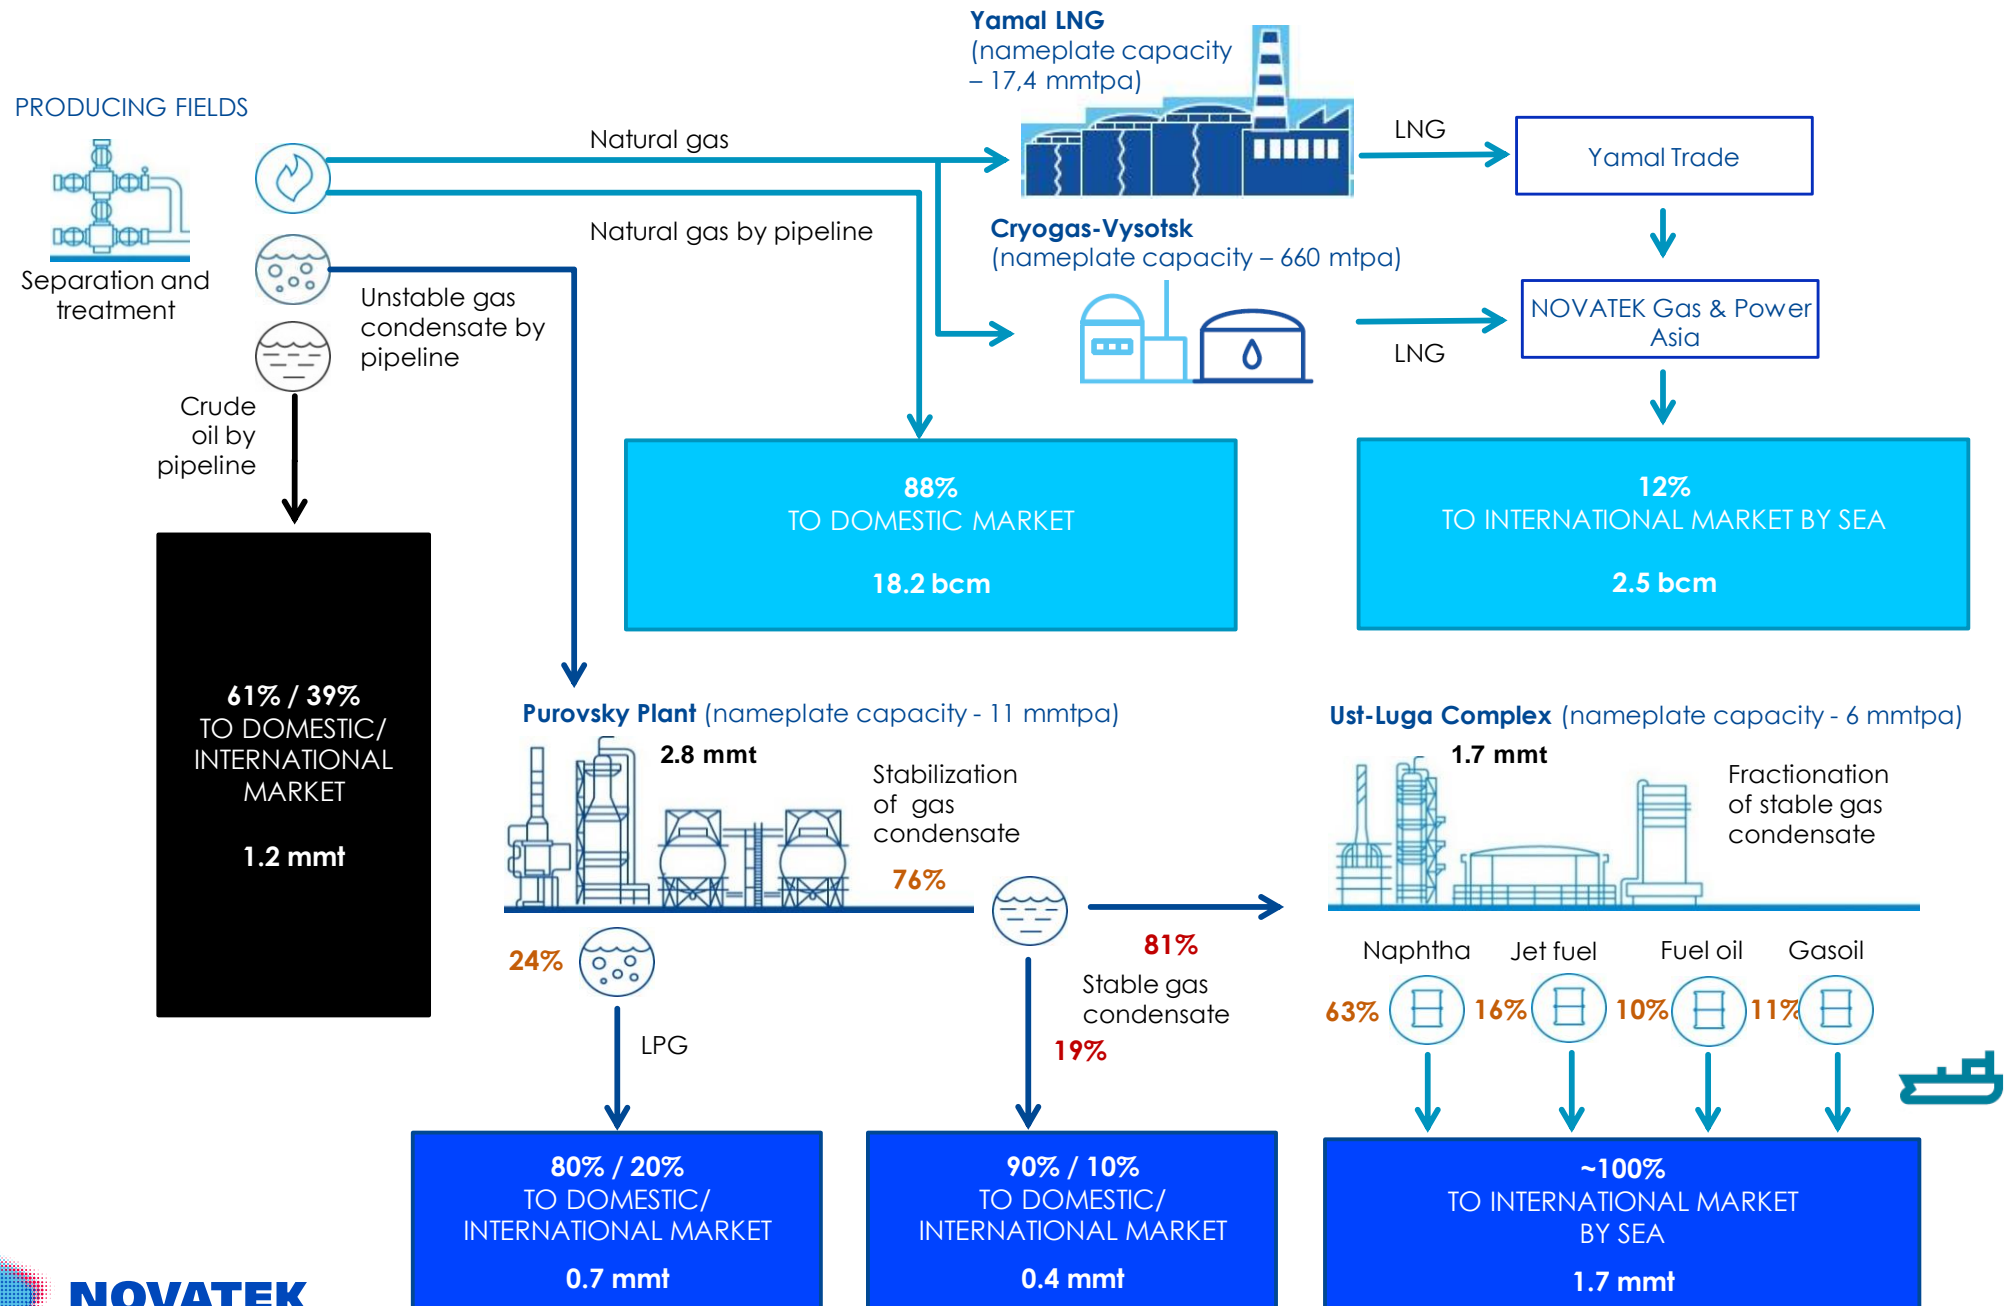 Yamal LNG
(nameplate capacity
– 17,4 mmtpa)
PRODUCING FIELDS
Separation and
treatment
Natural gas
Natural gas by pipeline
LNG
Yamal Trade
Cryogas-Vysotsk
(nameplate capacity – 660 mtpa)
LNG
NOVATEK Gas & Power
Asia
Unstable gas
condensate by
pipeline
Crude
oil by
pipeline
88%
TO DOMESTIC MARKET
18.2 bcm
12%
TO INTERNATIONAL MARKET BY SEA
2.5 bcm
61% / 39%
TO DOMESTIC/
INTERNATIONAL
MARKET
1.2 mmt
Purovsky Plant (nameplate capacity - 11 mmtpa)
2.8 mmt
Stabilization
of gas
condensate
76%
24%
LPG
81%
Stable gas
condensate
19%
Ust-Luga Complex (nameplate capacity - 6 mmtpa)
1.7 mmt
Fractionation
of stable gas
condensate
Naphtha
Jet fuel
Fuel oil
Gasoil
63%
16%
10%
11%
80% / 20%
TO DOMESTIC/
INTERNATIONAL MARKET
0.7 mmt
90% / 10%
TO DOMESTIC/
INTERNATIONAL MARKET
0.4 mmt
~100%
TO INTERNATIONAL MARKET
BY SEA
1.7 mmt
NOVATEK